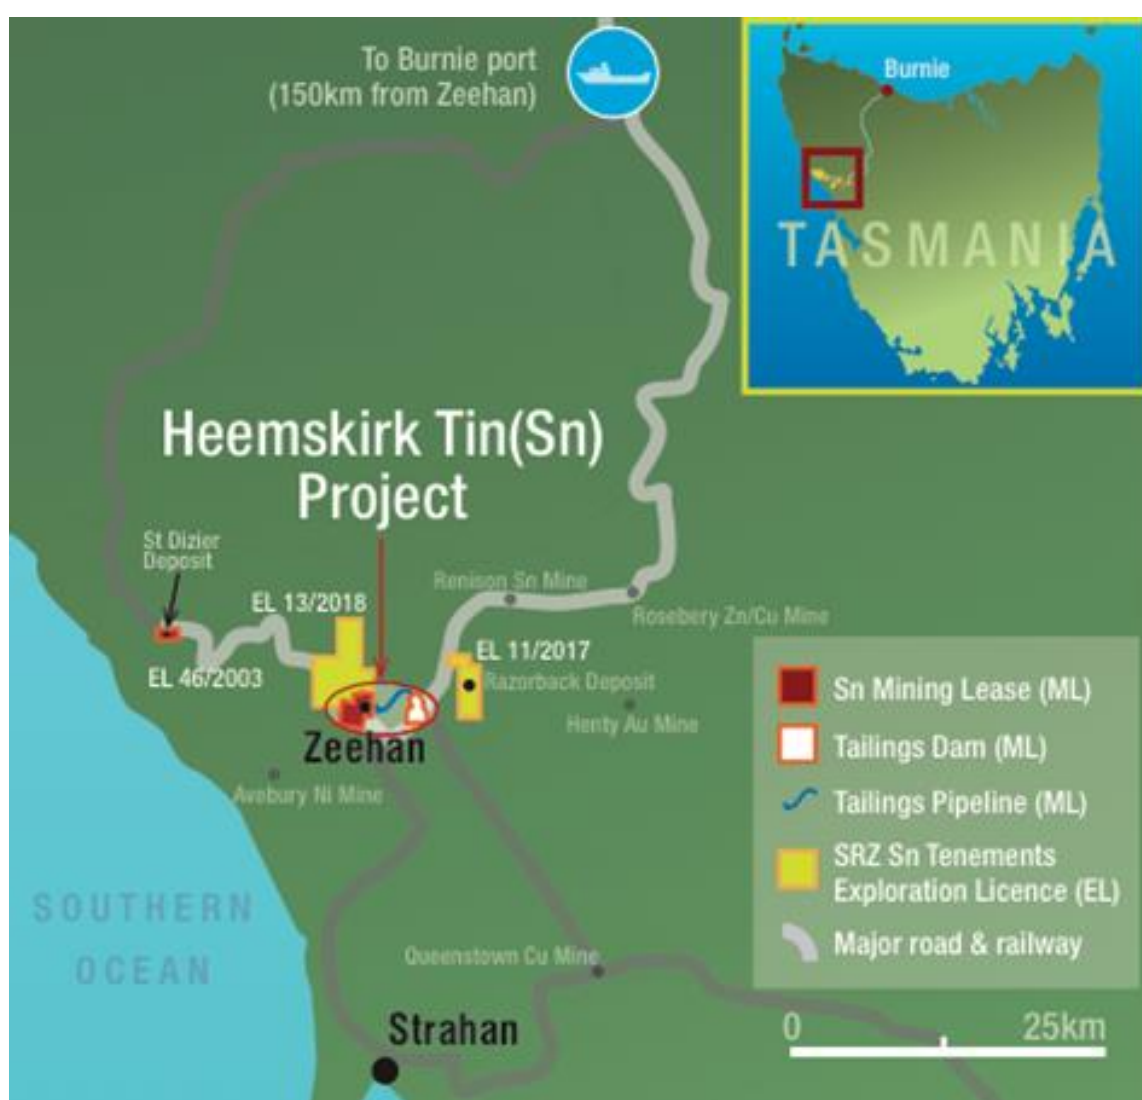 To Burnie port
(150km from Zeehan)
Burnie
TASMANIA
Heemskirk Tin(Sn)
Project
St Dizier
Deposit
EL 13/2018
Renison Sn Mine
Rosebery Zn/Cu Mine
EL 46/2003
EL 11/2017
Razorback Deposit
Henty Au Mine
Zeehan
Avebury Ni Mine
Sn Mining Lease (ML)
Tailings Dam (ML)
Tailings Pipeline (ML)
SRZ Sn Tenements
Exploration Licence (EL)
Major road & railway
SOUTHERN
OCEAN
Queenstown Cu Mine
Strahan
0 25km